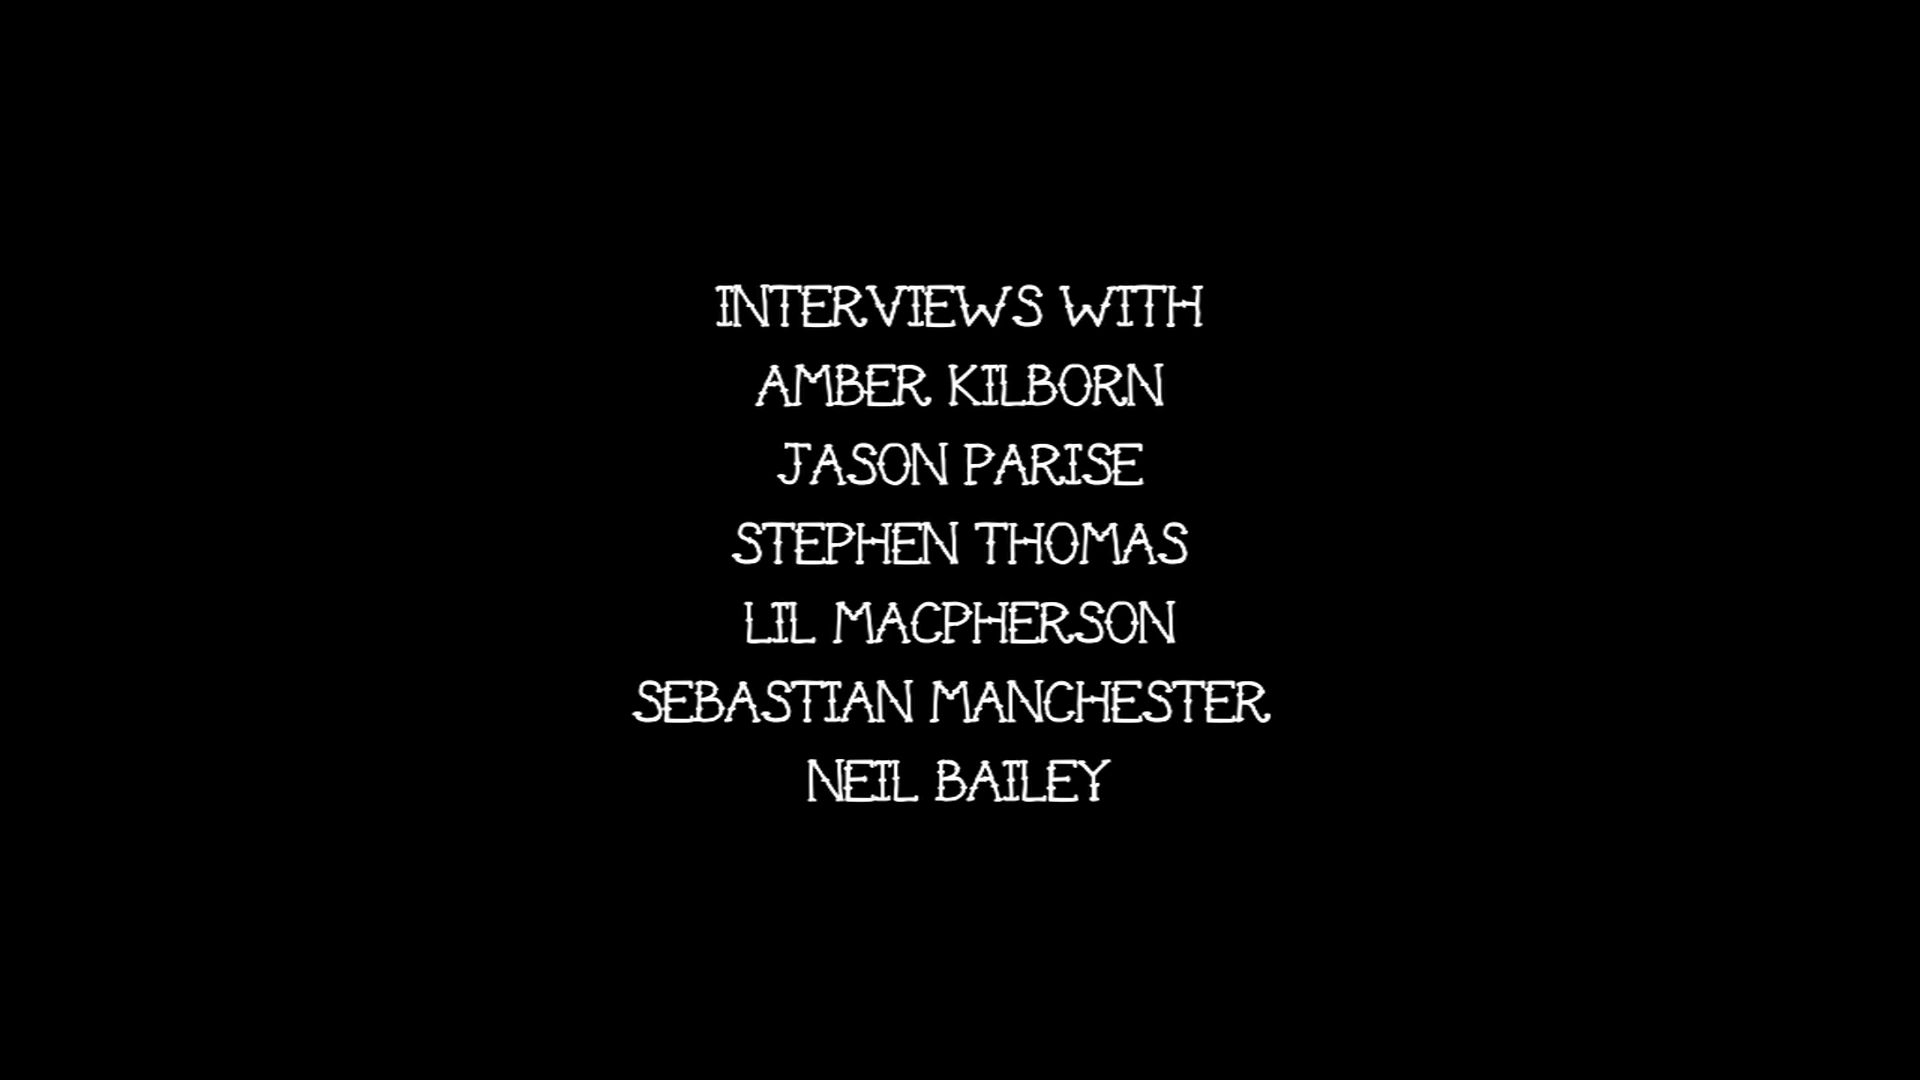 INTERVIEWS WITH
AMBER KILBORN
JASON PARISE
STEPHEN THOMAS
LIL MACPHERSON
SEBASTIAN MANCHESTER
NEIL BAILEY